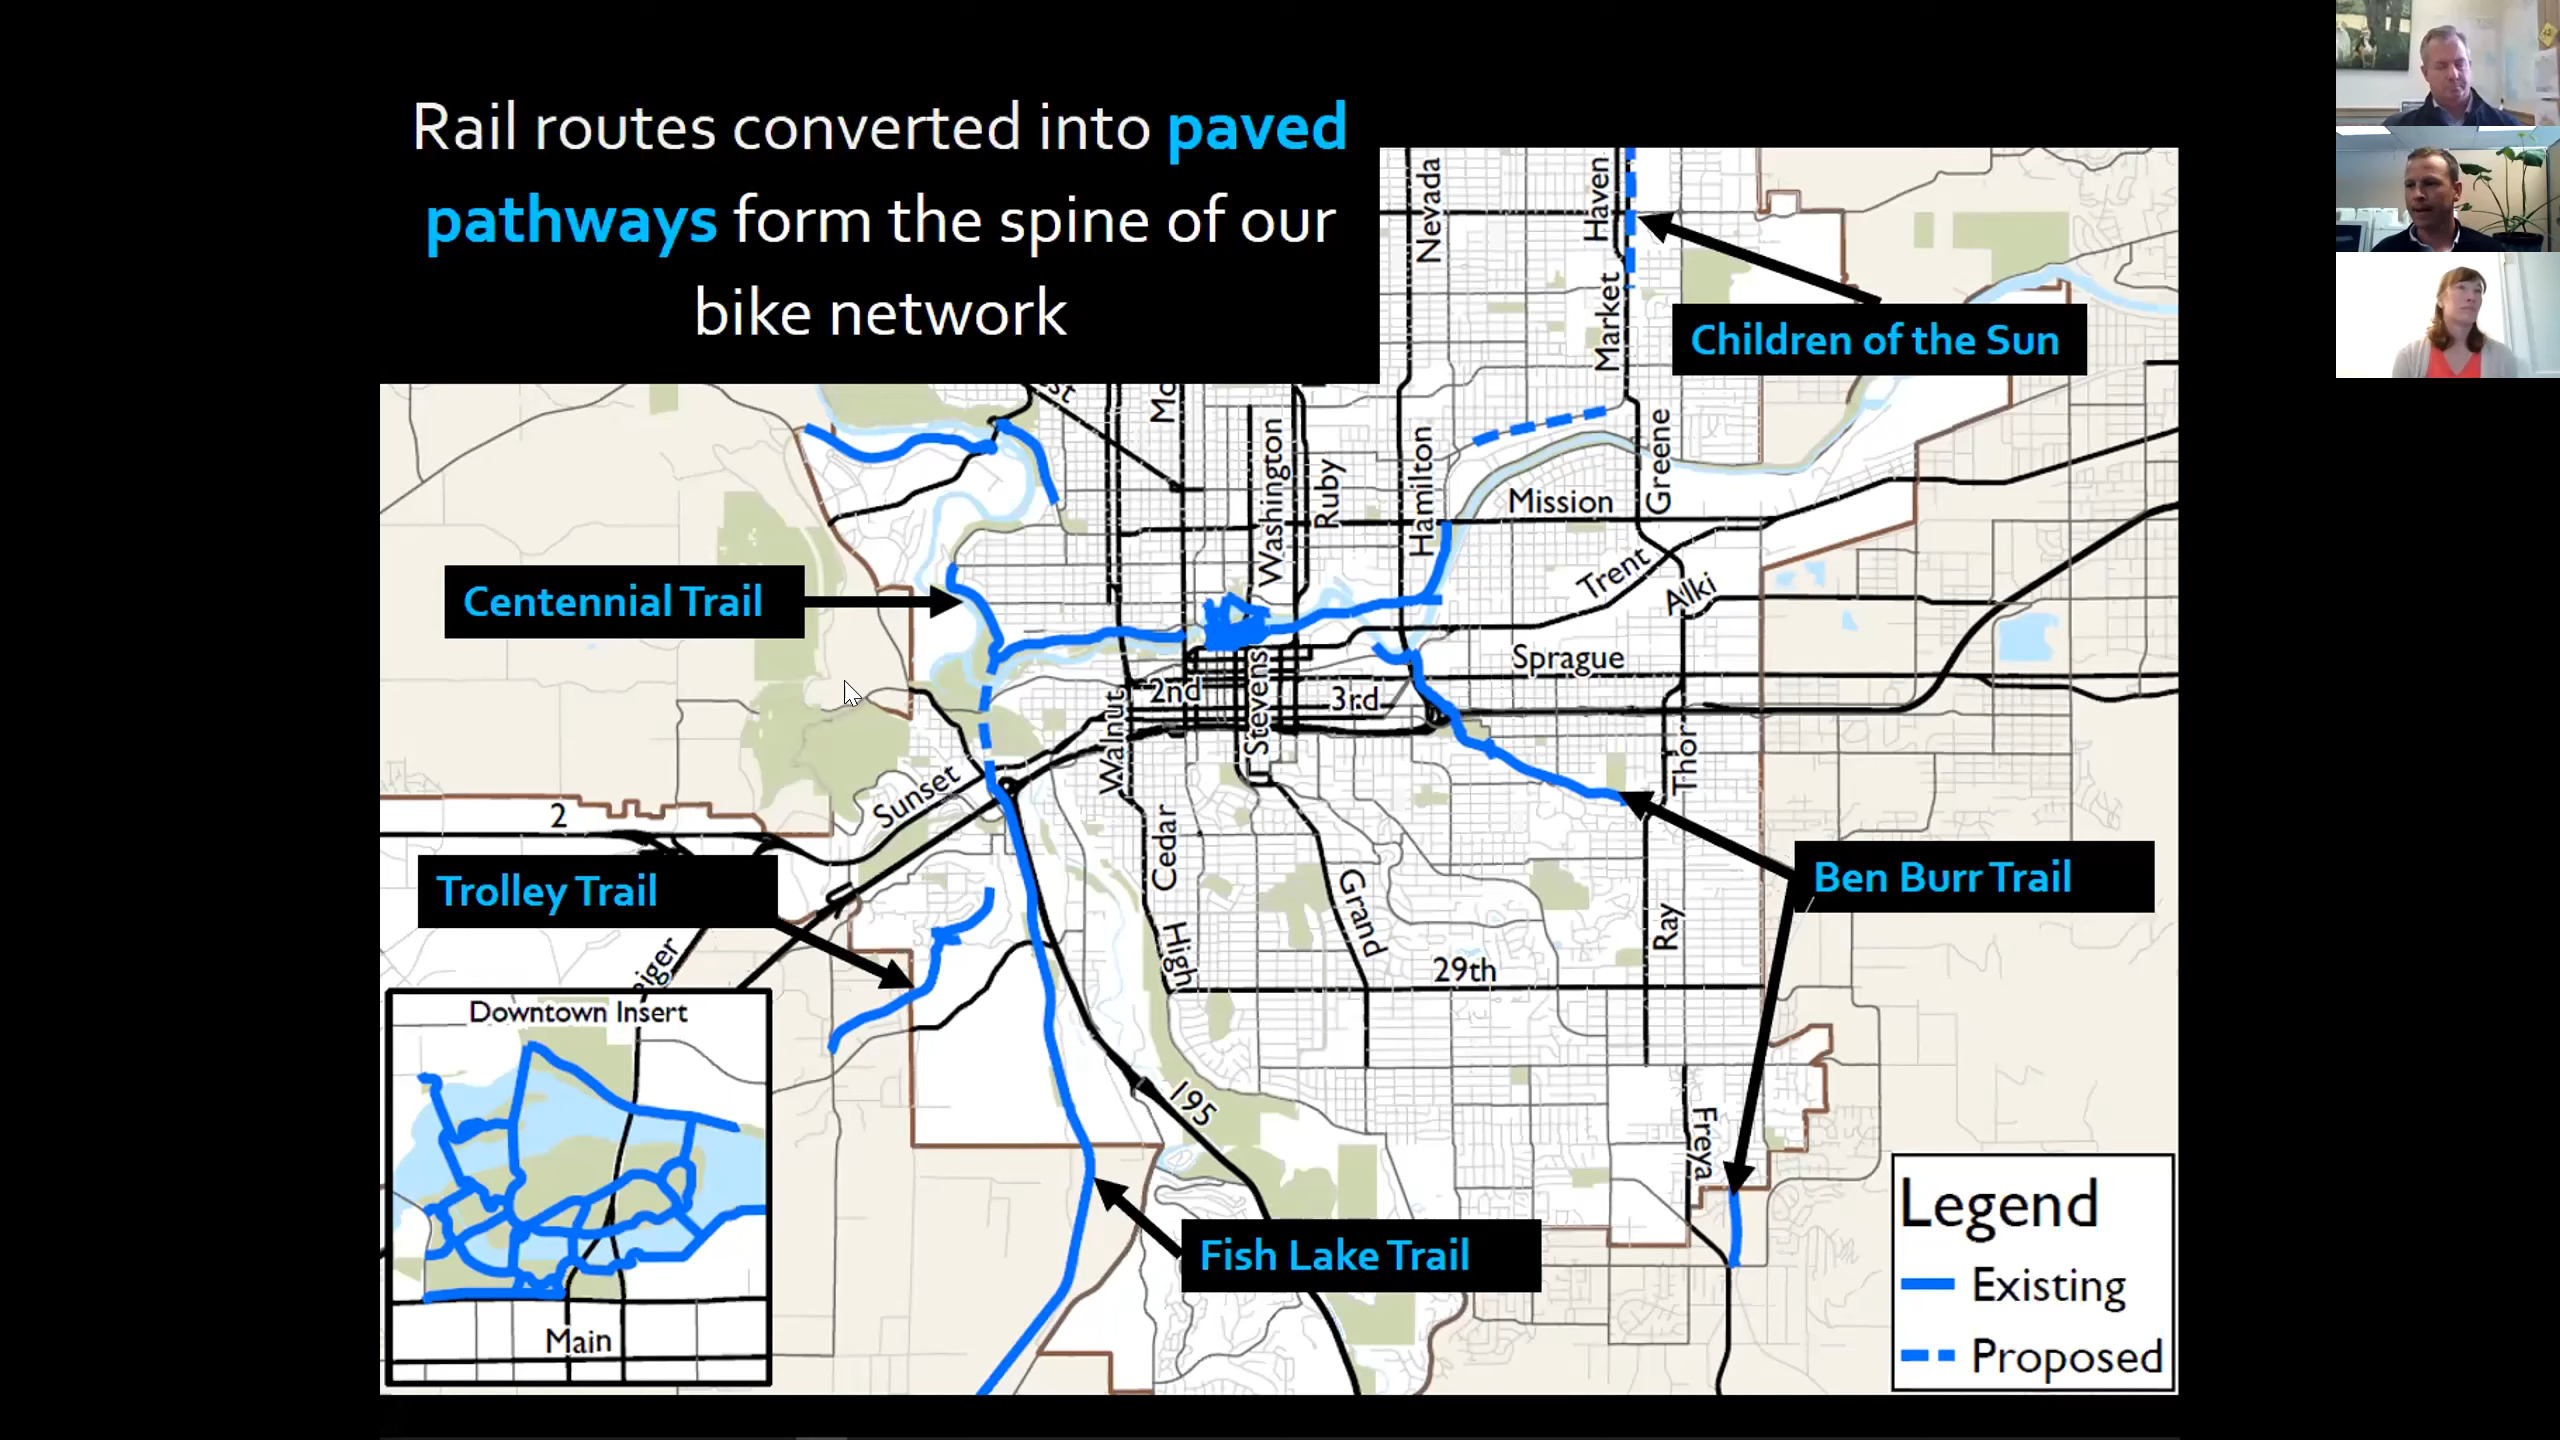 Rail routes converted into paved
pathways form the spine of our
bike network
Nevada
Haven
Market
Children of the Sun
Washington
Ruby
Hamilton
Greene
Mission
Centennial Trail
Trent
Alki
Sprague
2nd
3rd
Stevens
Walnut
Thor
Sunset
2
Cedar
Trolley Trail
Ben Burr Trail
Grand
Ray
High
29th
Downtown Insert
195
Freya
Legend
Fish Lake Trail
Existing
Main
Proposed